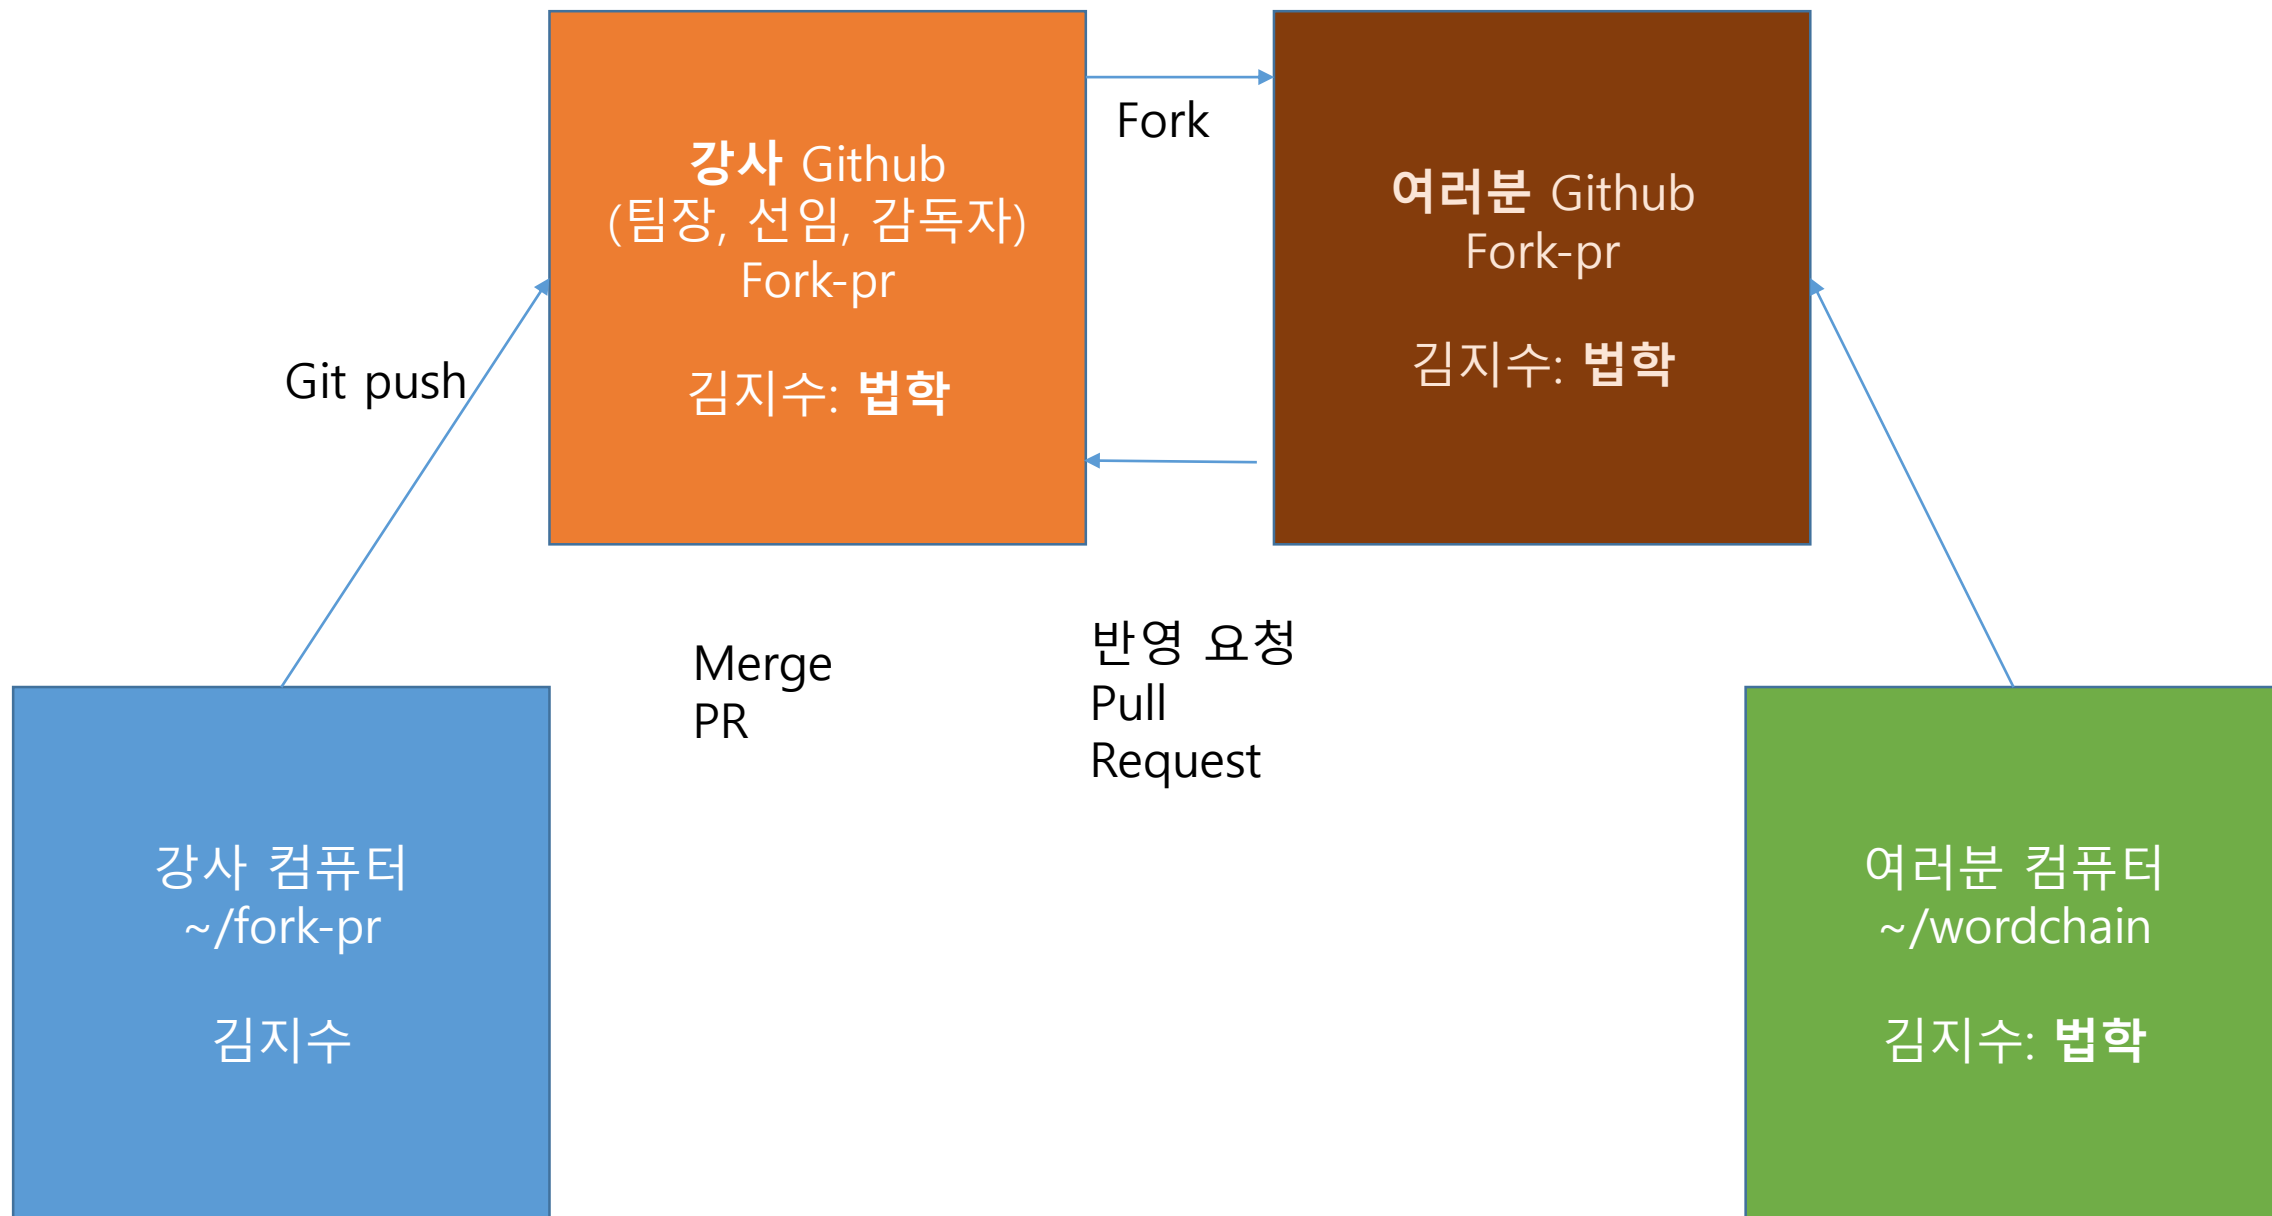 강사 Github
(팀장, 선임, 감독자)
Fork-pr
김지수: 법학
Fork
여러분 Github
Fork-pr
김지수: 법학
Git push
Merge
PR
반영 요청
Pull
Request
강사 컴퓨터
~/fork-pr
김지수
여러분 컴퓨터
~/wordchain
김지수: 법학